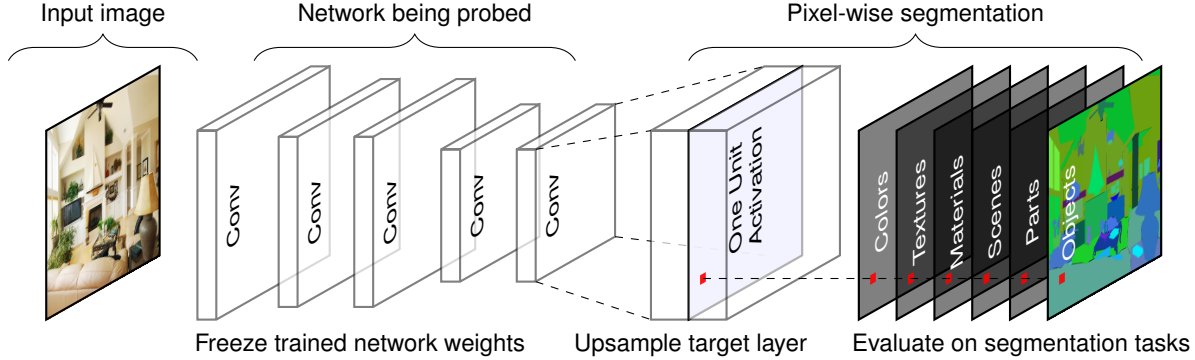 Input image
Network being probed
Pixel-wise segmentation
Conv
Conv
Conv
Conv
Conv
One Unit
Activation
Colors
Textures
Materials
Scenes
Parts
Objects
Freeze trained network weights
Upsample target layer
Evaluate on segmentation tasks